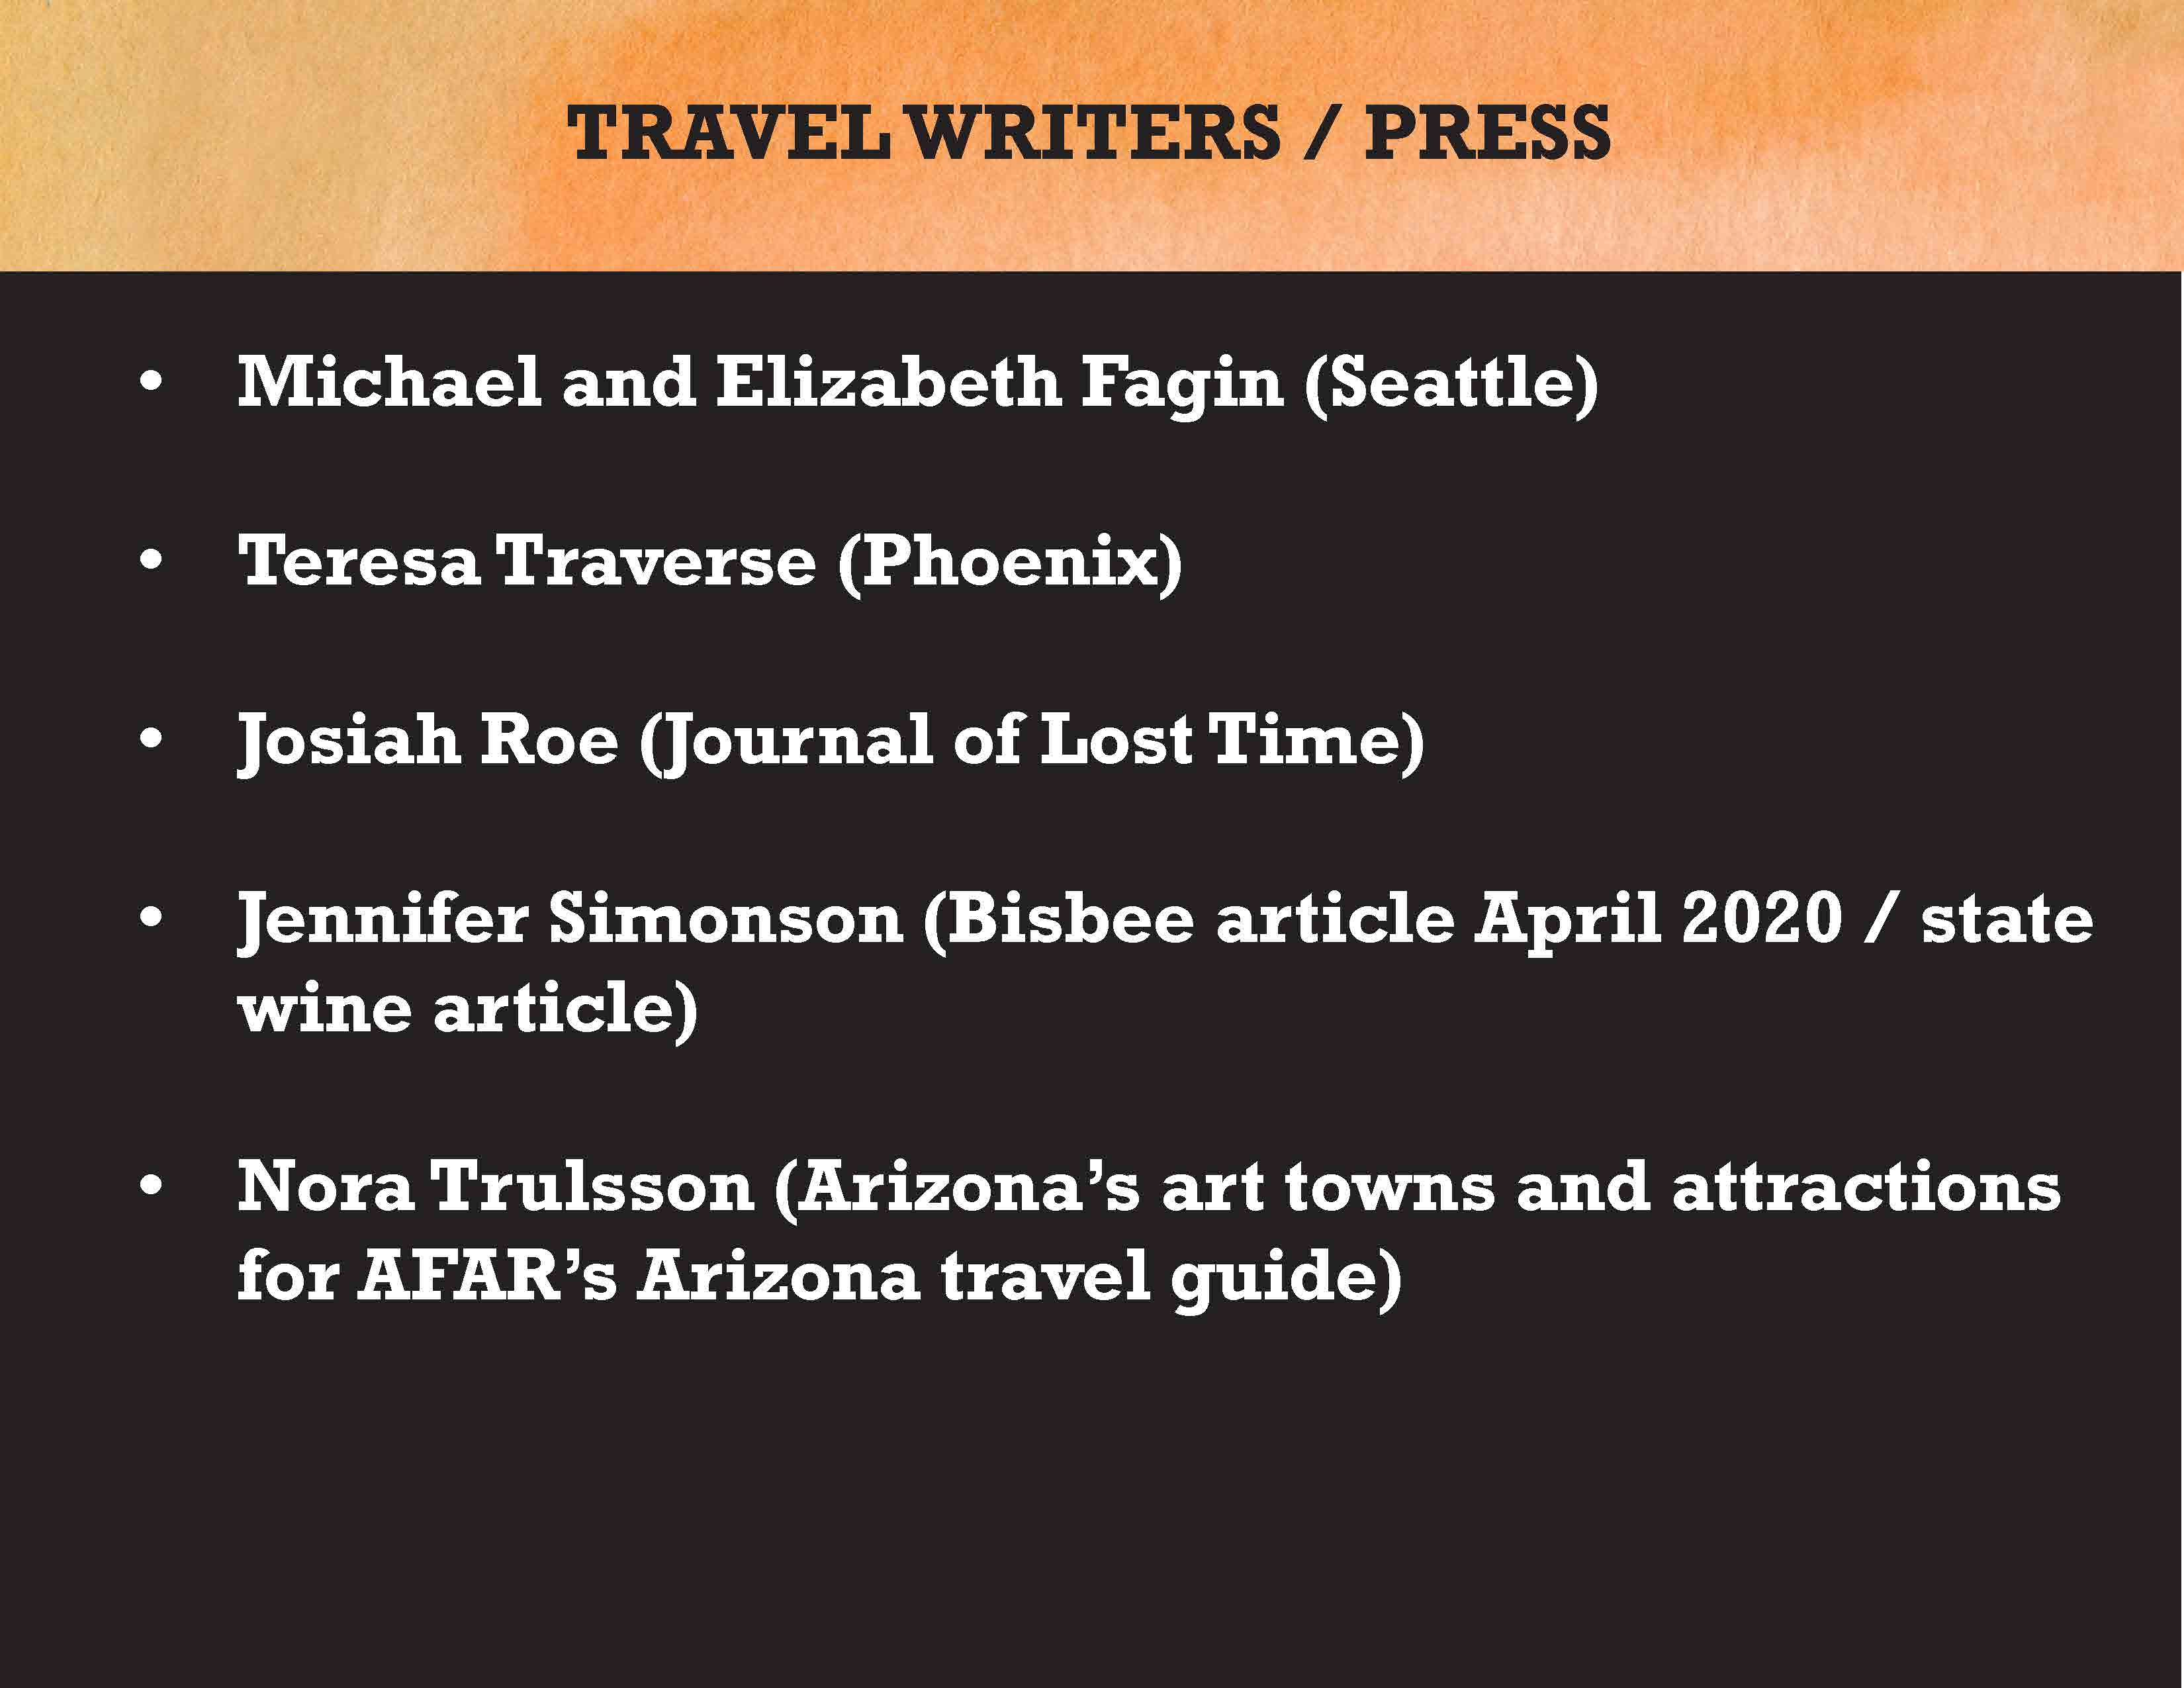 TRAVEL WRITERS / PRESS
• Michael and Elizabeth Fagin (Seattle)
• Teresa Traverse (Phoenix)
• Josiah Roe (Journal of Lost Time)
• Jennifer Simonson (Bisbee article April 2020 / state
wine article)
• Nora Trulsson (Arizona’s art towns and attractions
for AFAR’s Arizona travel guide)